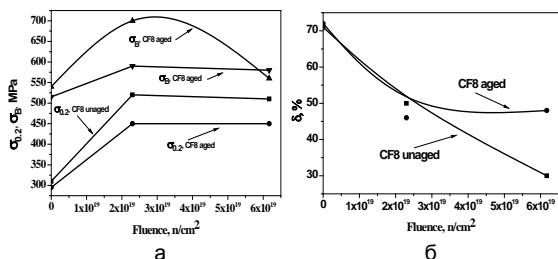 a)
σ0.2, σB, MPa
700
650
600
550
500
450
400
350
300
σB, CF8 aged
σB, CF8 aged
σ0.2, CF8 unaged
σ0.2, CF8 aged
0
1x10^19
2x10^19
3x10^19
4x10^19
5x10^19
6x10^19
Fluence, n/cm2
а
б)
δ, %
70
60
50
40
30
CF8 aged
CF8 unaged
0
1x10^19
2x10^19
3x10^19
4x10^19
5x10^19
6x10^19
Fluence, n/cm2
б